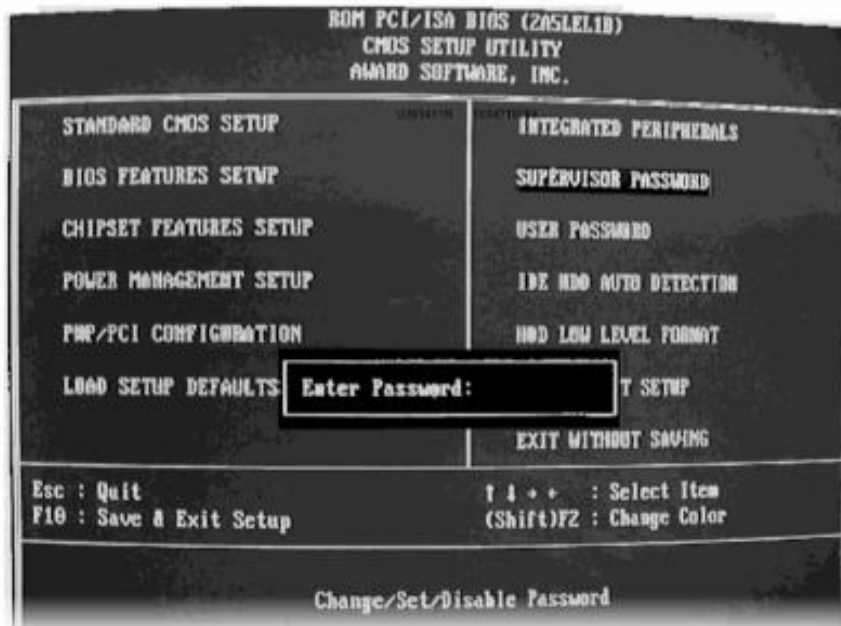 ROM PCI/ISA BIOS (2A5LEL1B)
CMOS SETUP UTILITY
AWARD SOFTWARE, INC.
STANDARD CMOS SETUP
BIOS FEATURES SETUP
CHIPSET FEATURES SETUP
POWER MANAGEMENT SETUP
PNP/PCI CONFIGURATION
LOAD SETUP DEFAULTS
INTEGRATED PERIPHERALS
SUPERVISOR PASSWORD
USER PASSWORD
IDE HDD AUTO DETECTION
HDD LOW LEVEL FORMAT
T SETUP
EXIT WITHOUT SAVING
Enter Password:
Esc : Quit
F10 : Save & Exit Setup
↑ ↓ → ← : Select Item
(Shift)F2 : Change Color
Change/Set/Disable Password